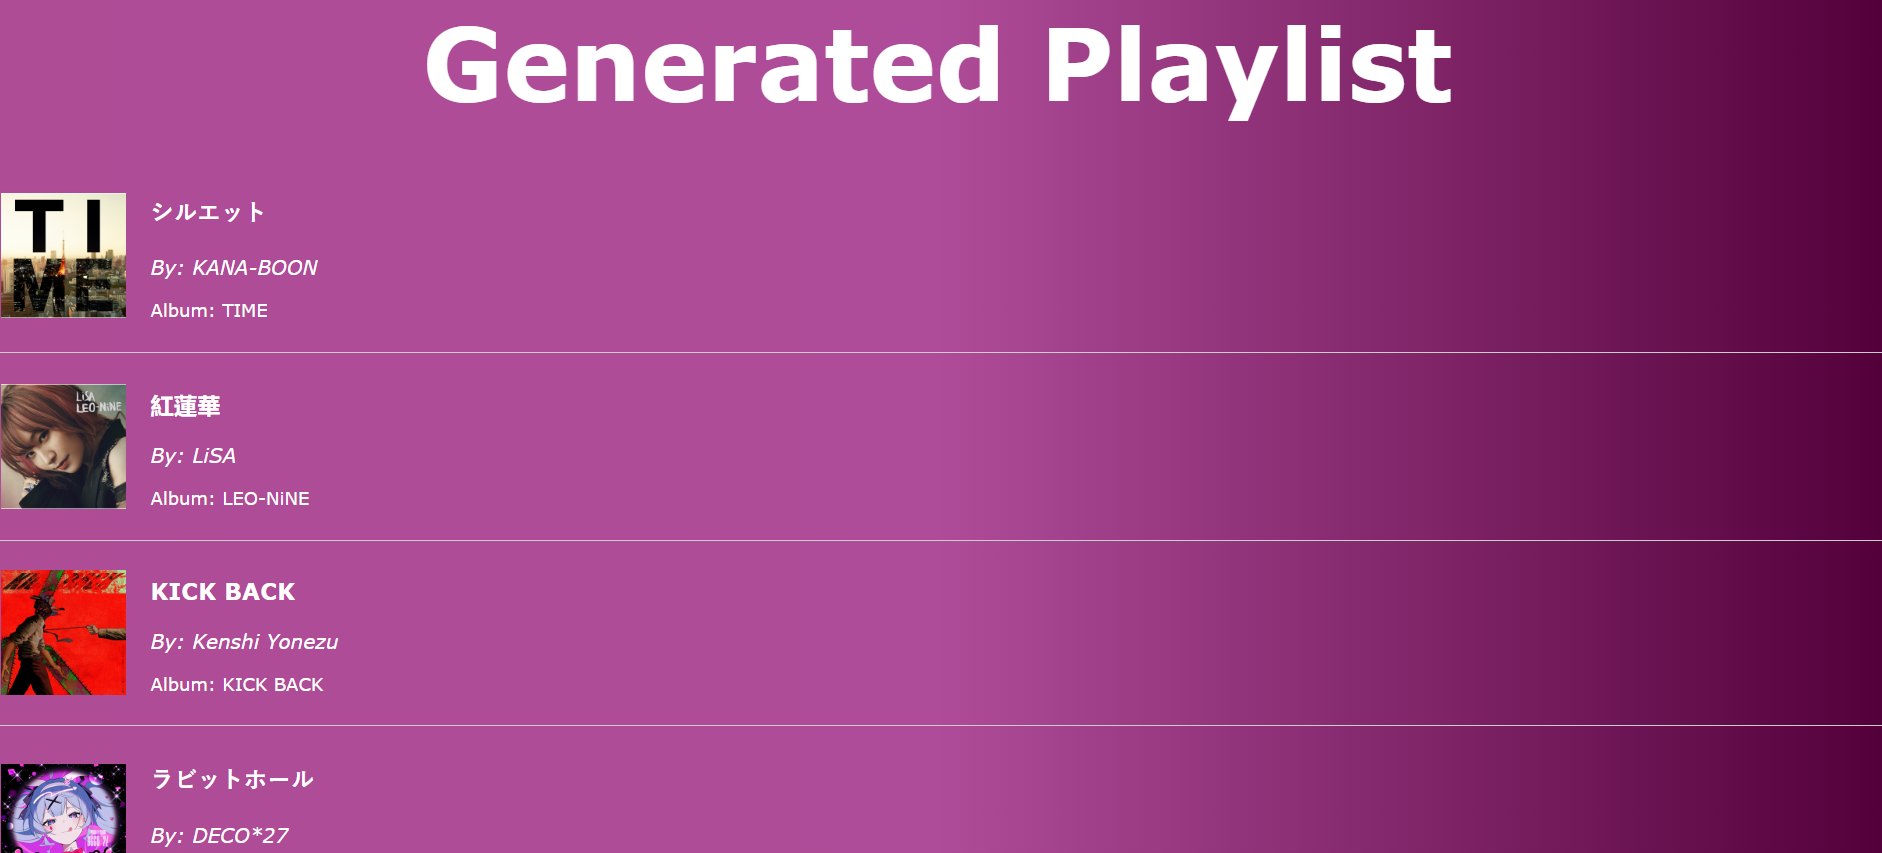 Generated Playlist
TI
ME
シルエット
By: KANA-BOON
Album: TIME
LiSA
LEO-NiNE
紅蓮華
By: LiSA
Album: LEO-NiNE
KICK BACK
By: Kenshi Yonezu
Album: KICK BACK
ラビットホール
By: DECO*27